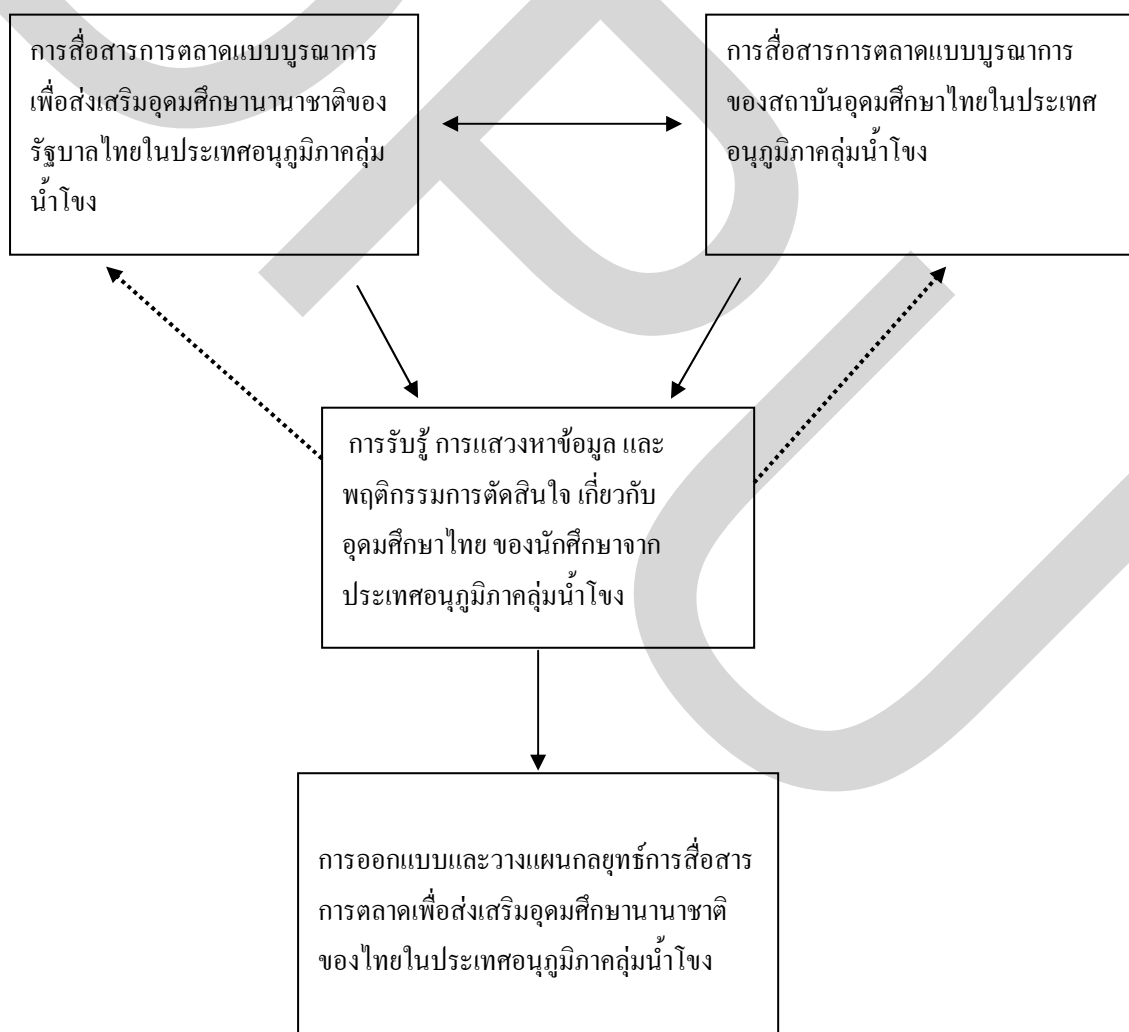 การสื่อสารการตลาดแบบบูรณาการ
เพื่อส่งเสริมอุดมศึกษานานาชาติของ
รัฐบาลไทยในประเทศอนุภูมิภาคลุ่ม
น้ำโขง
การสื่อสารการตลาดแบบบูรณาการ
ของสถาบันอุดมศึกษาไทยในประเทศ
อนุภูมิภาคลุ่มน้ำโขง
การรับรู้ การแสวงหาข้อมูล และ
พฤติกรรมการตัดสินใจ เกี่ยวกับ
อุดมศึกษาไทย ของนักศึกษาจาก
ประเทศอนุภูมิภาคลุ่มน้ำโขง
การออกแบบและวางแผนกลยุทธ์การสื่อสาร
การตลาดเพื่อส่งเสริมอุดมศึกษานานาชาติ
ของไทยในประเทศอนุภูมิภาคลุ่มน้ำโขง